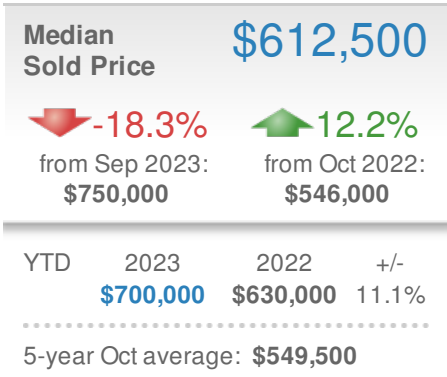 Median $612,500
Sold Price
-18.3% 12.2%
from Sep 2023: from Oct 2022:
$750,000 $546,000
YTD 2023 2022 +/-
$700,000 $630,000 11.1%
5-year Oct average: $549,500